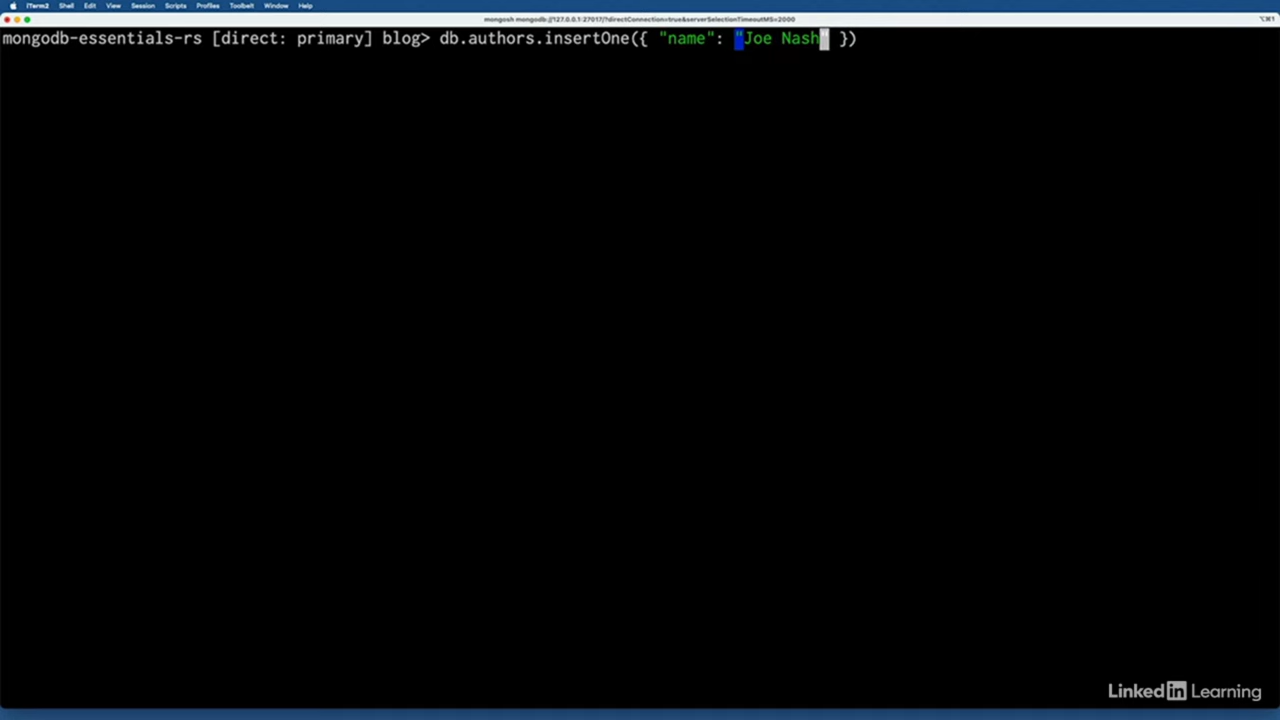 iTerm2 Shell Edit View Session Scripts Profiles Toolbelt Window Help
mongosh mongodb://127.0.0.1:27017/?directConnection=true&serverSelectionTimeoutMS=2000
⌥⌘1
mongodb-essentials-rs [direct: primary] blog> db.authors.insertOne({ "name": "Joe Nash" })
LinkedIn Learning